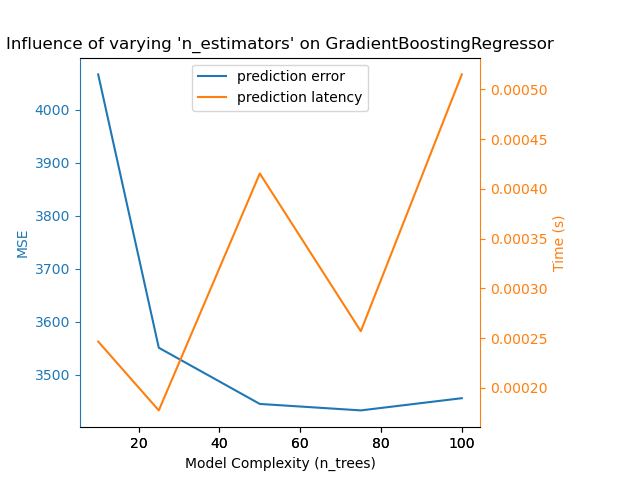 Influence of varying 'n_estimators' on GradientBoostingRegressor
prediction error
prediction latency
4000
3900
3800
3700
3600
3500
MSE
0.00050
0.00045
0.00040
0.00035
0.00030
0.00025
0.00020
Time (s)
20 40 60 80 100
Model Complexity (n_trees)